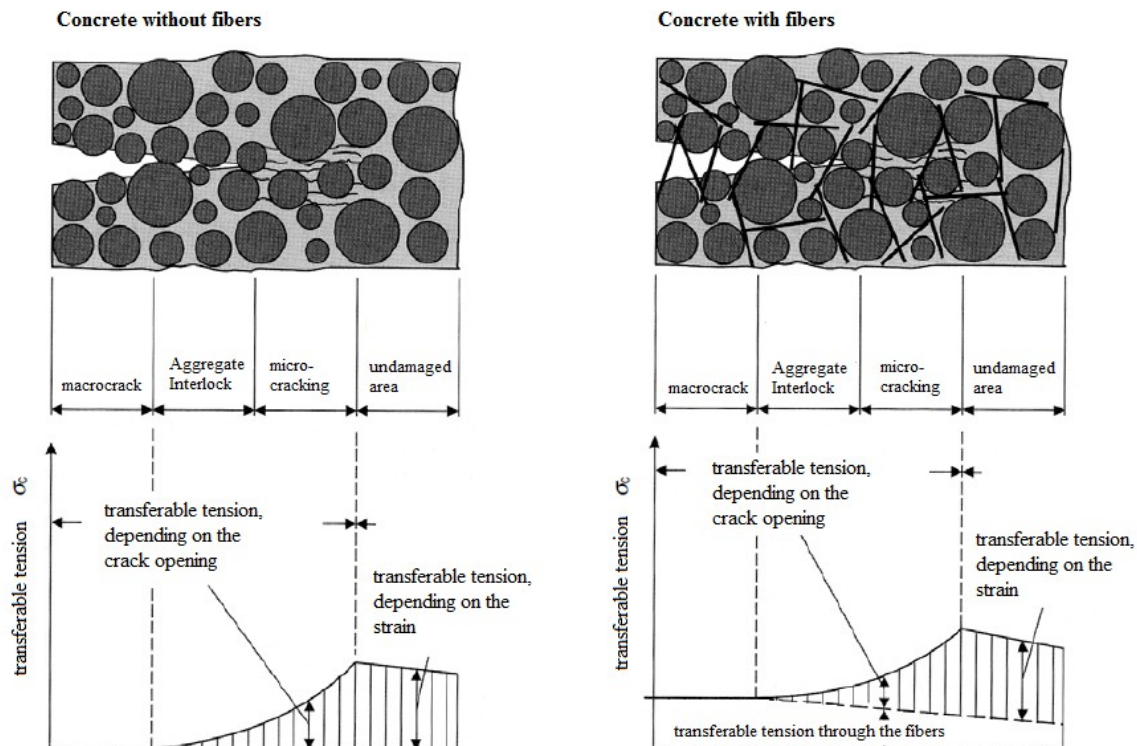 Concrete without fibers
macrocrack
Aggregate
Interlock
micro-
cracking
undamaged
area
transferable tension σc
transferable tension,
depending on the
crack opening
transferable tension,
depending on the
strain
Concrete with fibers
macrocrack
Aggregate
Interlock
micro-
cracking
undamaged
area
transferable tension σc
transferable tension,
depending on the
crack opening
transferable tension,
depending on the
strain
transferable tension through the fibers